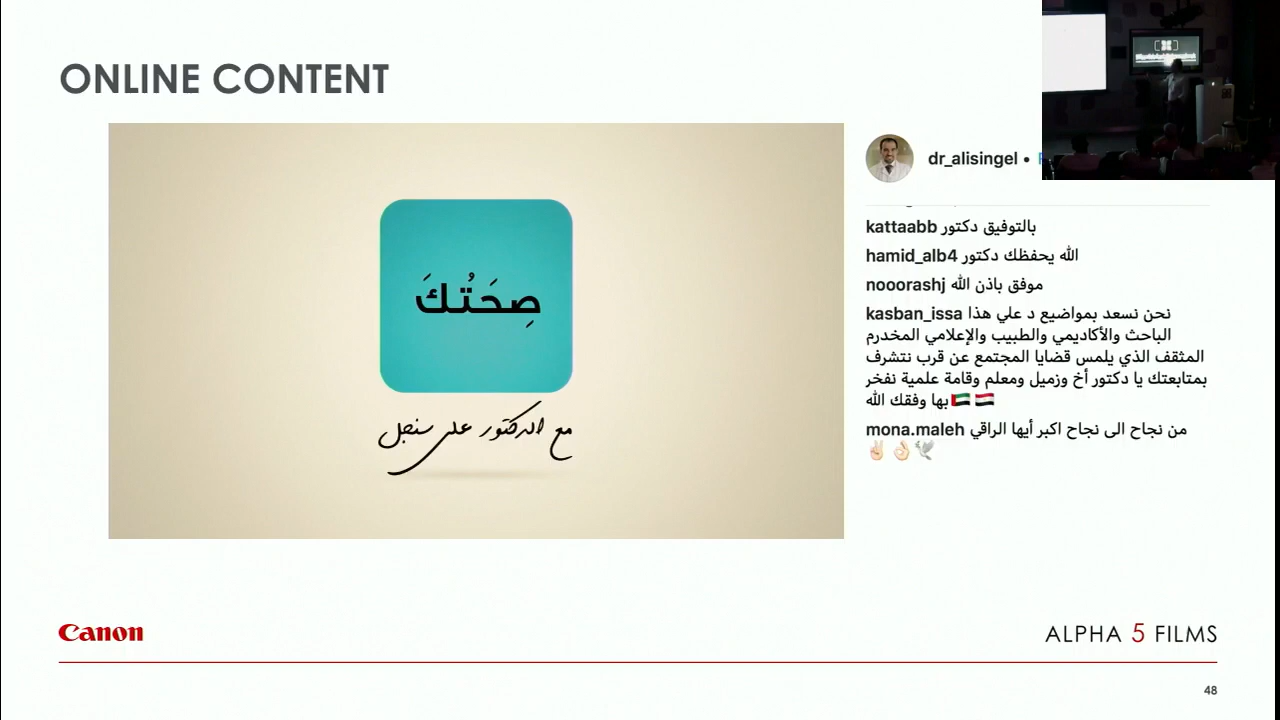 ONLINE CONTENT
صِحَتُكَ
مع الدكتور علي سنجل
dr_alisingel •
kattaabb بالتوفيق دكتور
hamid_alb4 الله يحفظك دكتور
nooorashj موفق باذن الله
kasban_issa نحن نسعد بمواضيع د علي هذا
الباحث والأكاديمي والطبيب والإعلامي المخدرم
المثقف الذي يلمس قضايا المجتمع عن قرب نتشرف
بمتابعتك يا دكتور أخ وزميل ومعلم وقامة علمية نفخر
بها وفقك الله🇦🇪 🇾🇪
mona.maleh من نجاح الى نجاح اكبر أيها الراقي
✌🏻 👌🏻🕊
Canon
ALPHA 5 FILMS
48